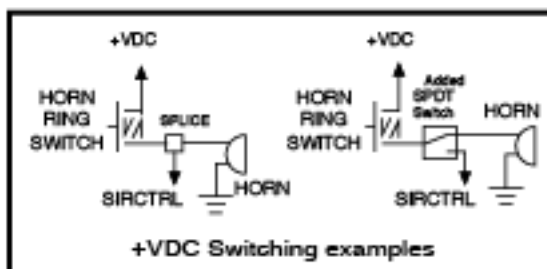 +VDC
HORN
RING
SWITCH
SPLICE
SIRCTRL
HORN
+VDC
HORN
RING
SWITCH
Added
SPDT
Switch
HORN
SIRCTRL
+VDC Switching examples